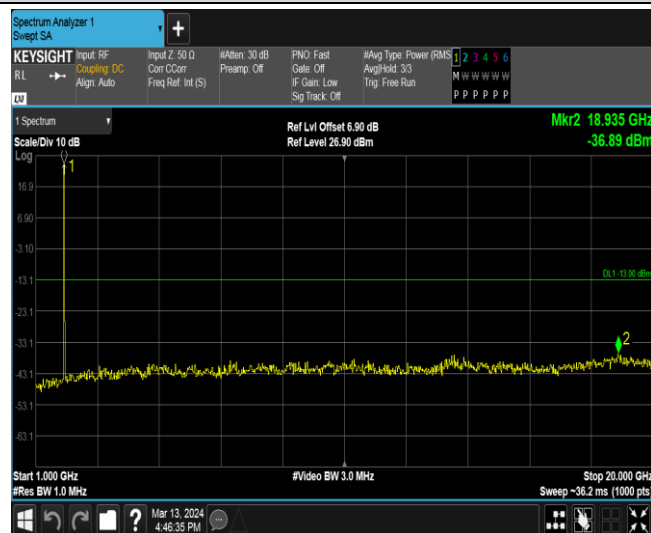 Spectrum Analyzer 1
Swept SA
+
KEYSIGHT
RL
LXI
Input: RF
Coupling: DC
Align: Auto
Input Z: 50 Ω
Corr CCorr
Freq Ref: Int (S)
#Atten: 30 dB
Preamp: Off
PNO: Fast
Gate: Off
IF Gain: Low
Sig Track: Off
#Avg Type: Power (RMS
Avg|Hold: 3/3
Trig: Free Run
1 2 3 4 5 6
M W W W W W
P P P P P P
1 Spectrum
Scale/Div 10 dB
Log
Ref Lvl Offset 6.90 dB
Ref Level 26.90 dBm
Mkr2 18.935 GHz
-36.89 dBm
1
16.9
6.90
-3.10
-13.1
DL1 -13.00 dBm
-23.1
-33.1
2
-43.1
-53.1
-63.1
Start 1.000 GHz
#Res BW 1.0 MHz
#Video BW 3.0 MHz
Stop 20.000 GHz
Sweep ~36.2 ms (1000 pts)
?
Mar 13, 2024
4:46:35 PM